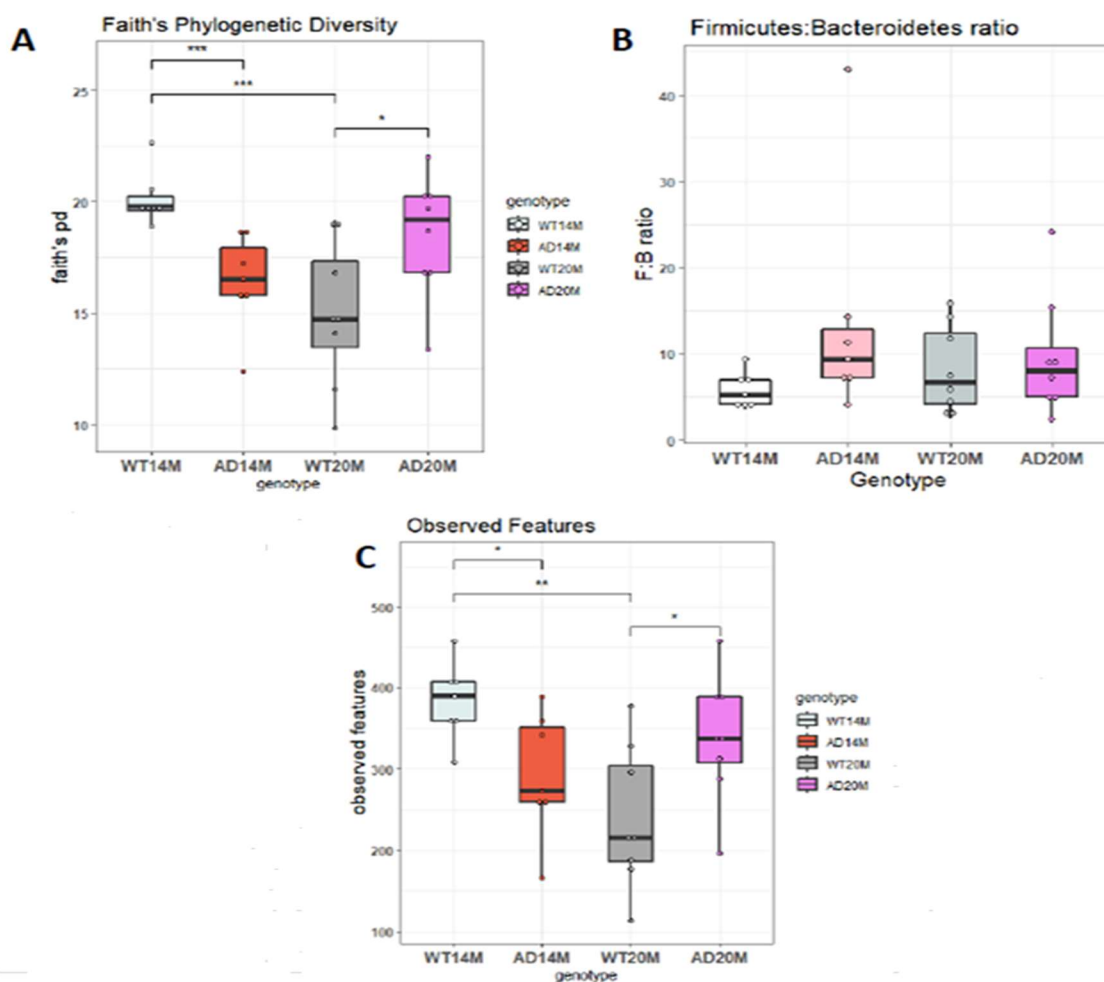 A
Faith's Phylogenetic Diversity
***
***
*
25
20
15
10
faith's pd
WT14M AD14M WT20M AD20M
genotype
genotype
WT14M
AD14M
WT20M
AD20M
B
Firmicutes:Bacteroidetes ratio
40
30
20
10
0
F:B ratio
WT14M AD14M WT20M AD20M
Genotype
C
Observed Features
*
**
*
500
400
300
200
100
observed features
WT14M AD14M WT20M AD20M
genotype
genotype
WT14M
AD14M
WT20M
AD20M